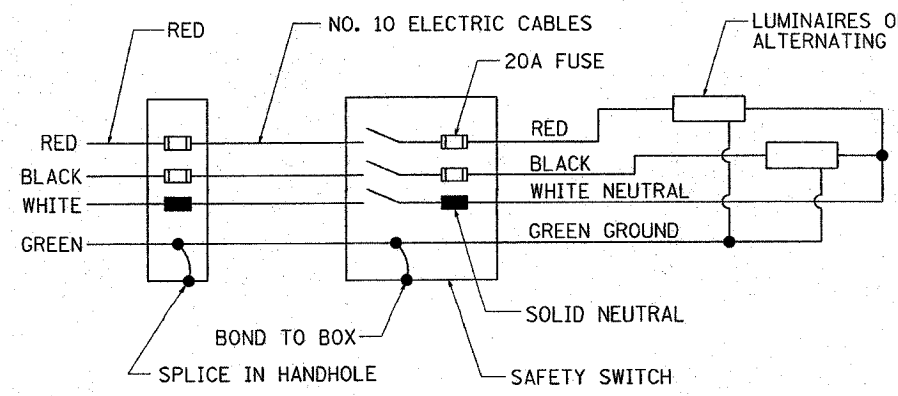 RED
NO. 10 ELECTRIC CABLES
LUMINAIRES
ALTERNATING
20A FUSE
RED
RED
BLACK
BLACK
WHITE
WHITE NEUTRAL
GREEN
GREEN GROUND
SOLID NEUTRAL
BOND TO BOX
SPLICE IN HANDHOLE
SAFETY SWITCH